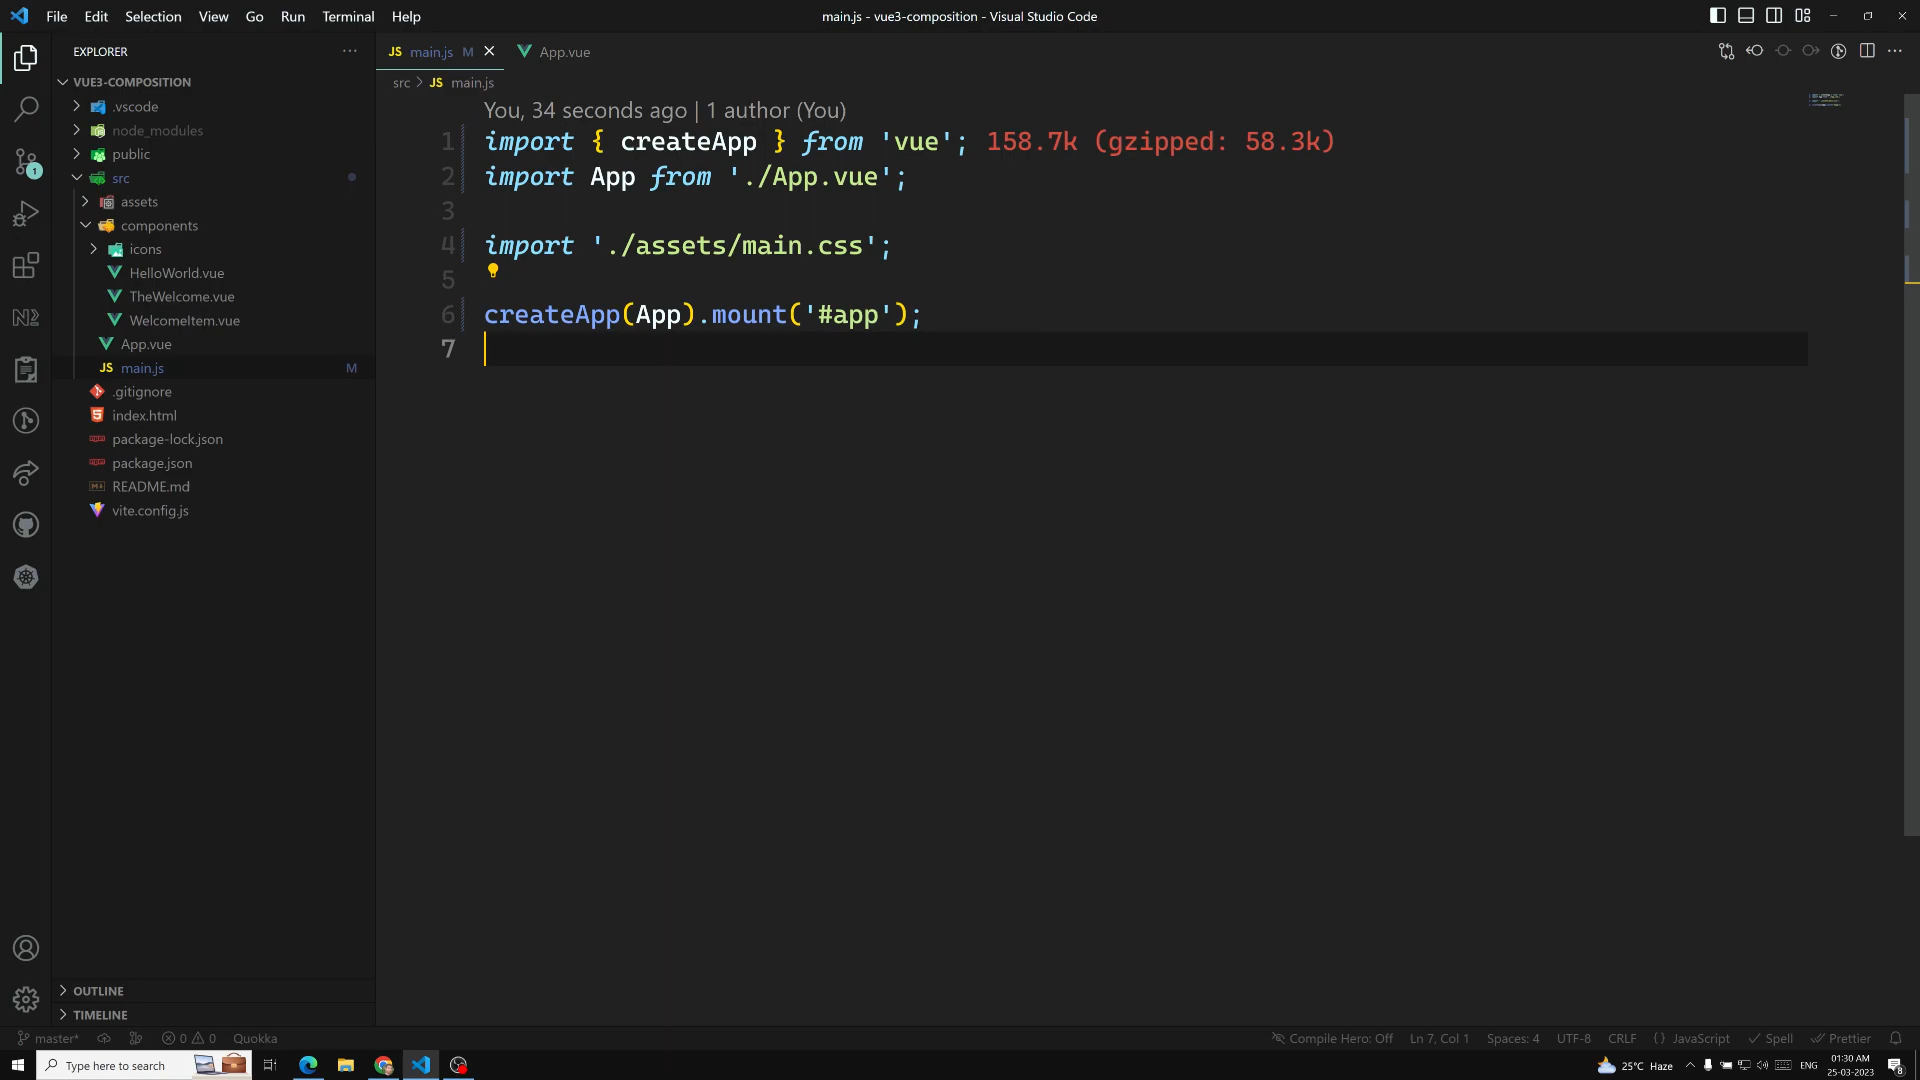 File Edit Selection View Go Run Terminal Help
main.js - vue3-composition - Visual Studio Code
EXPLORER
VUE3-COMPOSITION
.vscode
node_modules
public
src
assets
components
icons
HelloWorld.vue
TheWelcome.vue
WelcomeItem.vue
App.vue
JS main.js M
.gitignore
index.html
package-lock.json
package.json
README.md
vite.config.js
OUTLINE
TIMELINE
JS main.js M App.vue
src > JS main.js
You, 34 seconds ago | 1 author (You)
1 import { createApp } from 'vue'; 158.7k (gzipped: 58.3k)
2 import App from './App.vue';
3
4 import './assets/main.css';
5
6 createApp(App).mount('#app');
7
1
master* 0 0 Quokka
Compile Hero: Off Ln 7, Col 1 Spaces: 4 UTF-8 CRLF {} JavaScript Spell Prettier
Type here to search
25°C Haze ENG
01:30 AM
25-03-2023
8